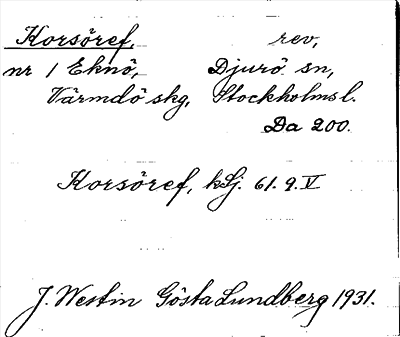 Korsöref, rev,
nr 1 Eknö, Djurö sn,
Värmdö skg, Stockholms l.
Da 200.
Korsöref, kSj. 61. 9. V
J. Westin Gösta Lundberg 1931.